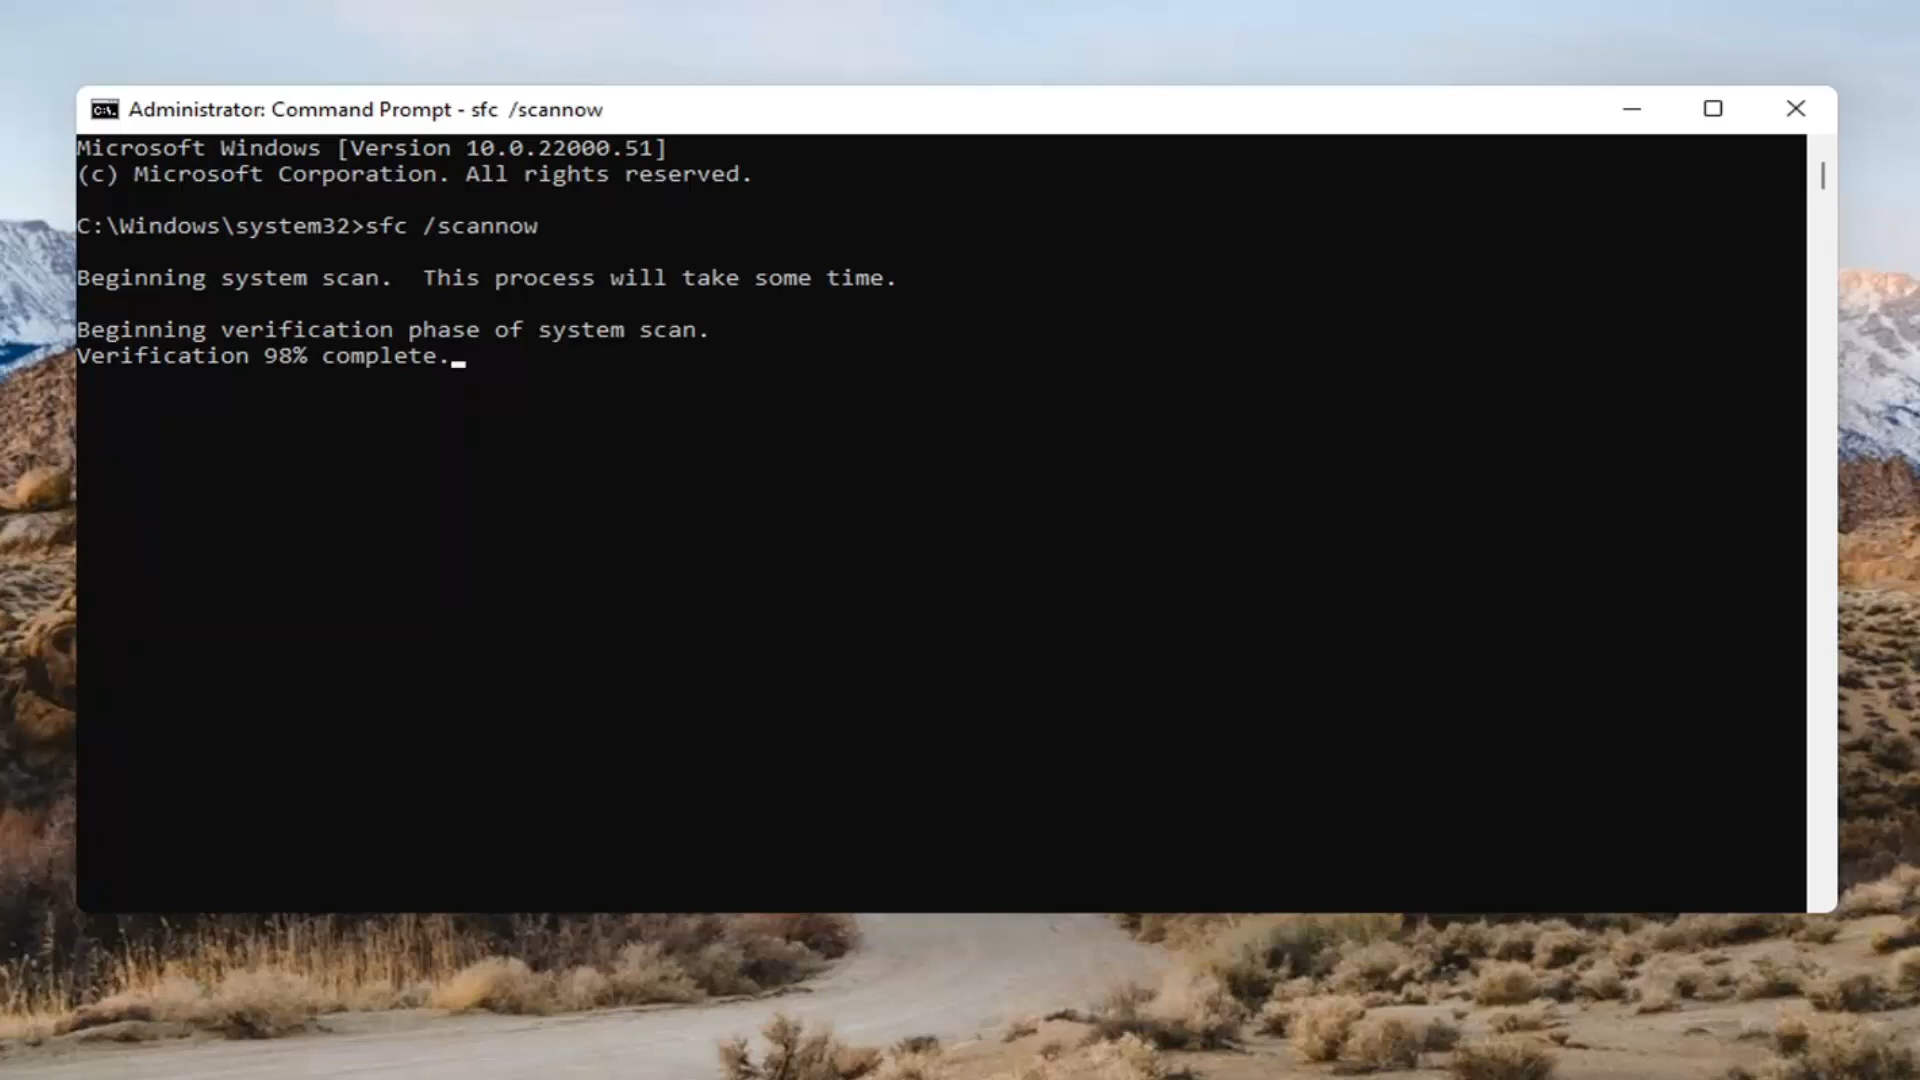 Administrator: Command Prompt - sfc  /scannow
Microsoft Windows [Version 10.0.22000.51]
(c) Microsoft Corporation. All rights reserved.
C:\Windows\system32>sfc /scannow
Beginning system scan.  This process will take some time.
Beginning verification phase of system scan.
Verification 98% complete.